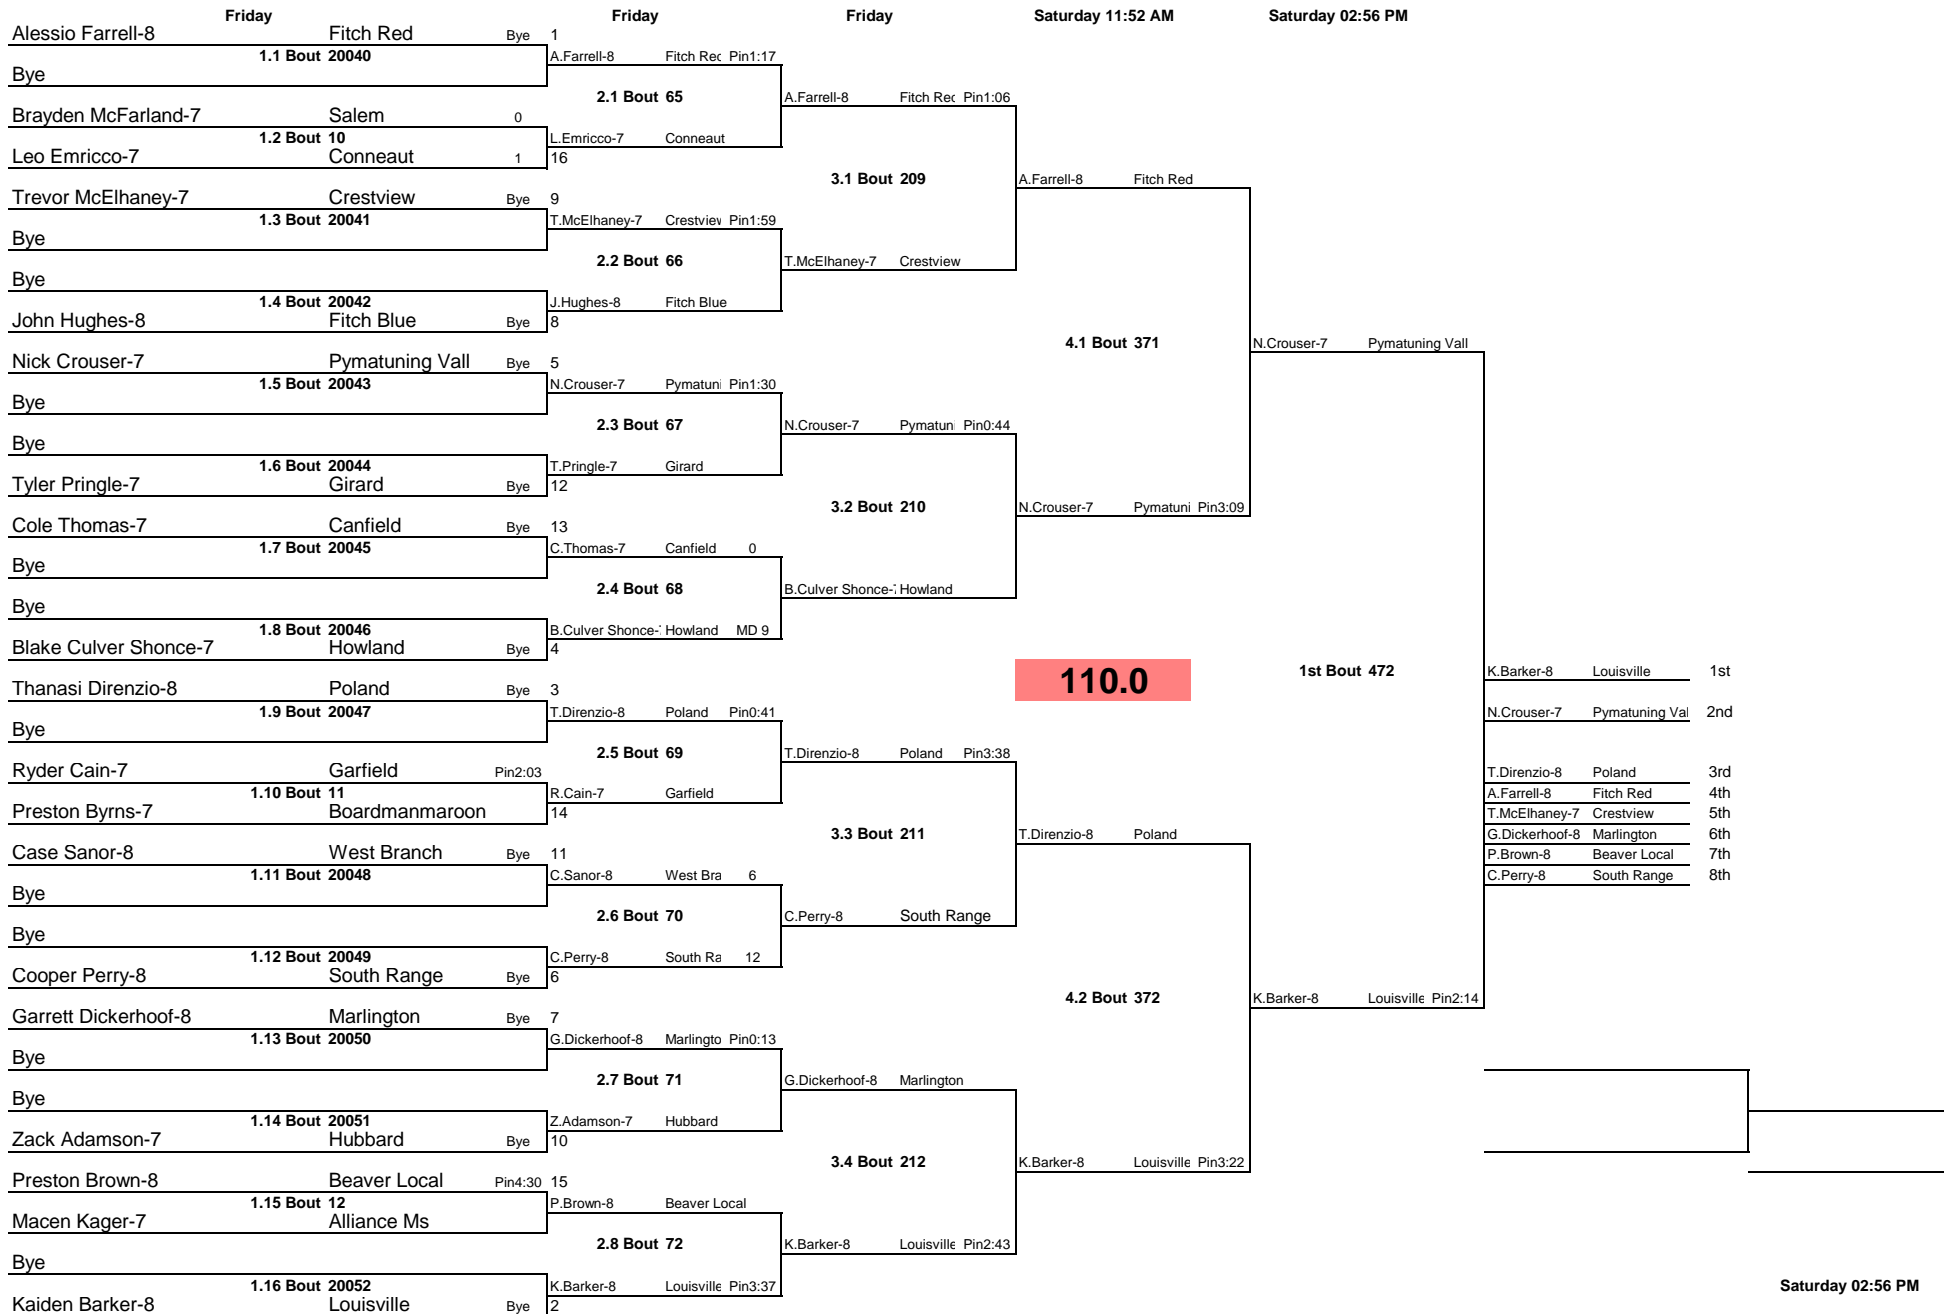 Friday Friday Friday Saturday 11:52 AM Saturday 02:56 PM
Alessio Farrell-8 Fitch Red Bye 1
1.1 Bout 20040 A.Farrell-8 Fitch Rec Pin1:17
Bye
2.1 Bout 65 A.Farrell-8 Fitch Rec Pin1:06
Brayden McFarland-7 Salem 0
1.2 Bout 10 L.Emricco-7 Conneaut
Leo Emricco-7 Conneaut 1 16
3.1 Bout 209 A.Farrell-8 Fitch Red
Trevor McElhaney-7 Crestview Bye 9
1.3 Bout 20041 T.McElhaney-7 Crestview Pin1:59
Bye
2.2 Bout 66 T.McElhaney-7 Crestview
Bye
1.4 Bout 20042 J.Hughes-8 Fitch Blue
John Hughes-8 Fitch Blue Bye 8
4.1 Bout 371 N.Crouser-7 Pymatuning Vall
Nick Crouser-7 Pymatuning Vall Bye 5
1.5 Bout 20043 N.Crouser-7 Pymatuni Pin1:30
Bye
2.3 Bout 67 N.Crouser-7 Pymatuni Pin0:44
Bye
1.6 Bout 20044 T.Pringle-7 Girard
Tyler Pringle-7 Girard Bye 12
3.2 Bout 210 N.Crouser-7 Pymatuni Pin3:09
Cole Thomas-7 Canfield Bye 13
1.7 Bout 20045 C.Thomas-7 Canfield 0
Bye
2.4 Bout 68 B.Culver Shonce- Howland
Bye
1.8 Bout 20046 B.Culver Shonce- Howland MD 9
Blake Culver Shonce-7 Howland Bye 4
110.0 1st Bout 472 K.Barker-8 Louisville 1st
Thanasi Direnzio-8 Poland Bye 3
1.9 Bout 20047 T.Direnzio-8 Poland Pin0:41 N.Crouser-7 Pymatuning Val 2nd
Bye
2.5 Bout 69 T.Direnzio-8 Poland Pin3:38
Ryder Cain-7 Garfield Pin2:03 T.Direnzio-8 Poland 3rd
1.10 Bout 11 R.Cain-7 Garfield A.Farrell-8 Fitch Red 4th
Preston Byrns-7 Boardmanmaroon 14 T.McElhaney-7 Crestview 5th
3.3 Bout 211 T.Direnzio-8 Poland G.Dickerhoof-8 Marlington 6th
Case Sanor-8 West Branch Bye 11 P.Brown-8 Beaver Local 7th
1.11 Bout 20048 C.Sanor-8 West Bra 6 C.Perry-8 South Range 8th
Bye
2.6 Bout 70 C.Perry-8 South Range
Bye
1.12 Bout 20049 C.Perry-8 South Ra 12
Cooper Perry-8 South Range Bye 6
4.2 Bout 372 K.Barker-8 Louisville Pin2:14
Garrett Dickerhoof-8 Marlington Bye 7
1.13 Bout 20050 G.Dickerhoof-8 Marlingto Pin0:13
Bye
2.7 Bout 71 G.Dickerhoof-8 Marlington
Bye
1.14 Bout 20051 Z.Adamson-7 Hubbard
Zack Adamson-7 Hubbard Bye 10
3.4 Bout 212 K.Barker-8 Louisville Pin3:22
Preston Brown-8 Beaver Local Pin4:30 15
1.15 Bout 12 P.Brown-8 Beaver Local
Macen Kager-7 Alliance Ms
2.8 Bout 72 K.Barker-8 Louisville Pin2:43
Bye
1.16 Bout 20052 K.Barker-8 Louisville Pin3:37 Saturday 02:56 PM
Kaiden Barker-8 Louisville Bye 2